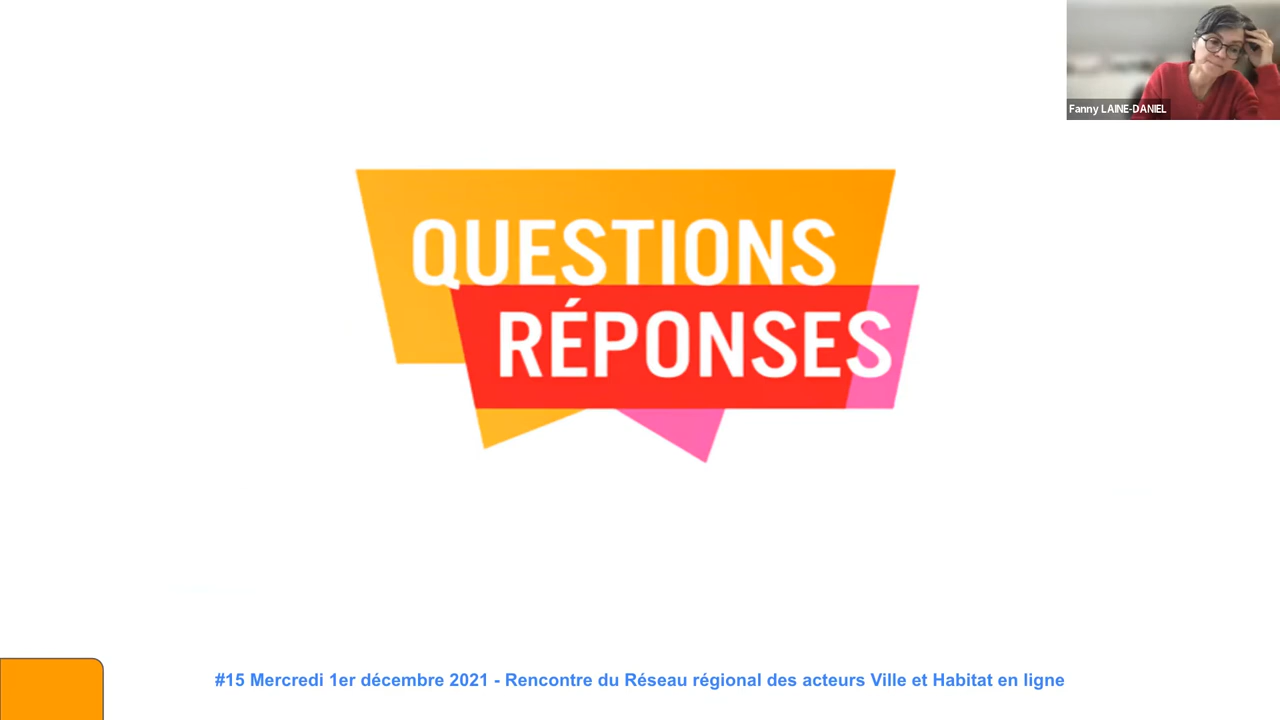 Fanny LAINE-DANIEL
QUESTIONS
RÉPONSES
#15 Mercredi 1er décembre 2021 - Rencontre du Réseau régional des acteurs Ville et Habitat en ligne